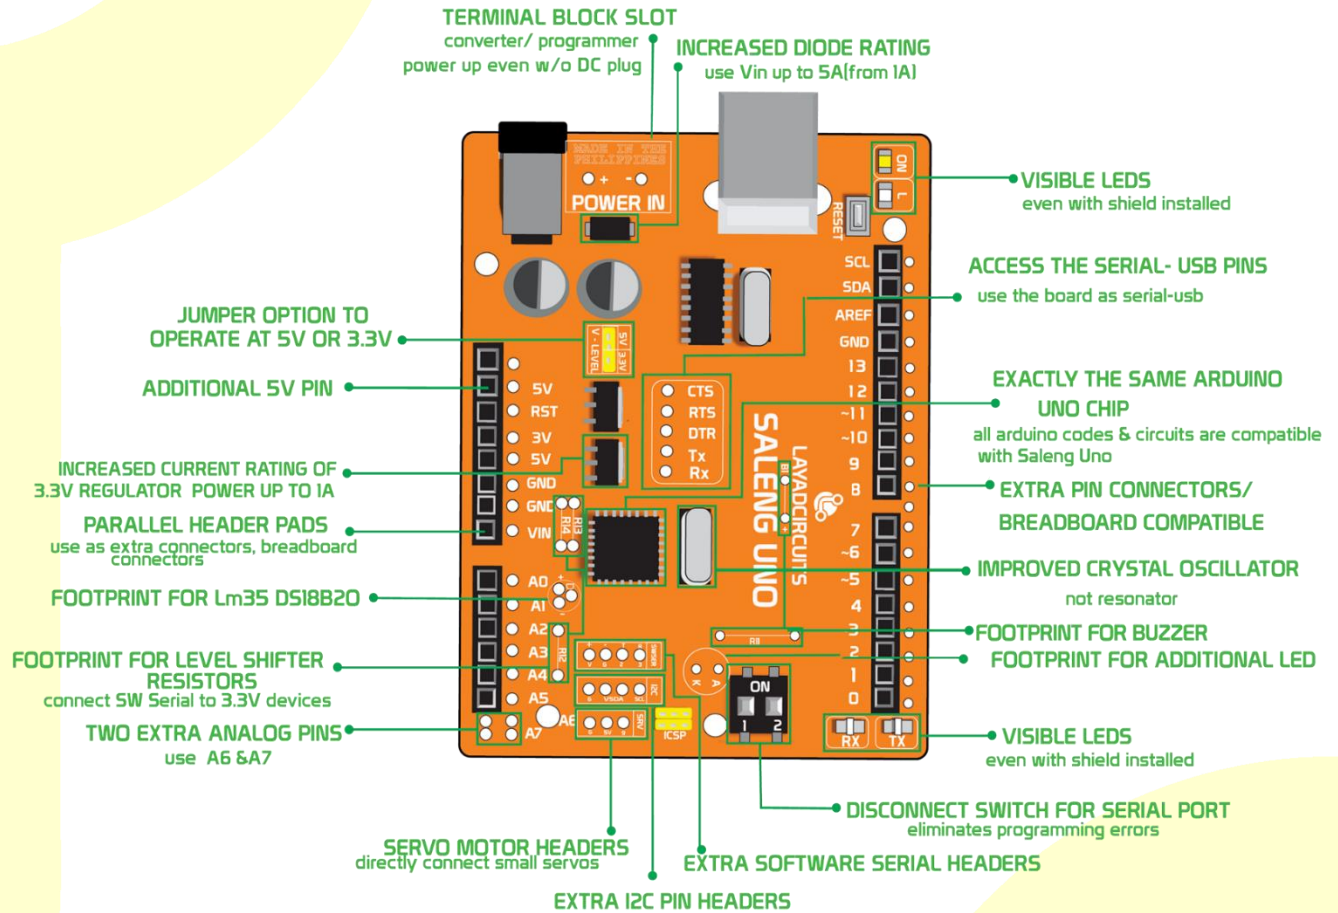 TERMINAL BLOCK SLOT
converter/ programmer
power up even w/o DC plug
INCREASED DIODE RATING
use Vin up to 5A(from 1A)
MADE IN THE
PHILIPPINES
+ -
POWER IN
ON
L
RESET
VISIBLE LEDS
even with shield installed
ACCESS THE SERIAL- USB PINS
use the board as serial-usb
JUMPER OPTION TO
OPERATE AT 5V OR 3.3V
V - LEVEL
5V 3.3V
ADDITIONAL 5V PIN
INCREASED CURRENT RATING OF
3.3V REGULATOR POWER UP TO 1A
PARALLEL HEADER PADS
use as extra connectors, breadboard
connectors
FOOTPRINT FOR Lm35 DS18B20
FOOTPRINT FOR LEVEL SHIFTER
RESISTORS
connect SW Serial to 3.3V devices
TWO EXTRA ANALOG PINS
use A6 &A7
5V
RST
3V
5V
GND
GND
VIN
A0
A1
A2
A3
A4
A5
A6
A7
CTS
RTS
DTR
Tx
Rx
LAYADCIRCUITS
SALENG UNO
R14
R13
R12
R11
+
-
SWSER
I2C
SRV
ICSP
K A
ON
1 2
SCL
SDA
AREF
GND
13
12
~11
~10
9
8
7
~6
~5
4
3
2
1
0
RX
TX
EXACTLY THE SAME ARDUINO
UNO CHIP
all arduino codes & circuits are compatible
with Saleng Uno
EXTRA PIN CONNECTORS/
BREADBOARD COMPATIBLE
IMPROVED CRYSTAL OSCILLATOR
not resonator
FOOTPRINT FOR BUZZER
FOOTPRINT FOR ADDITIONAL LED
VISIBLE LEDS
even with shield installed
DISCONNECT SWITCH FOR SERIAL PORT
eliminates programming errors
SERVO MOTOR HEADERS
directly connect small servos
EXTRA SOFTWARE SERIAL HEADERS
EXTRA I2C PIN HEADERS